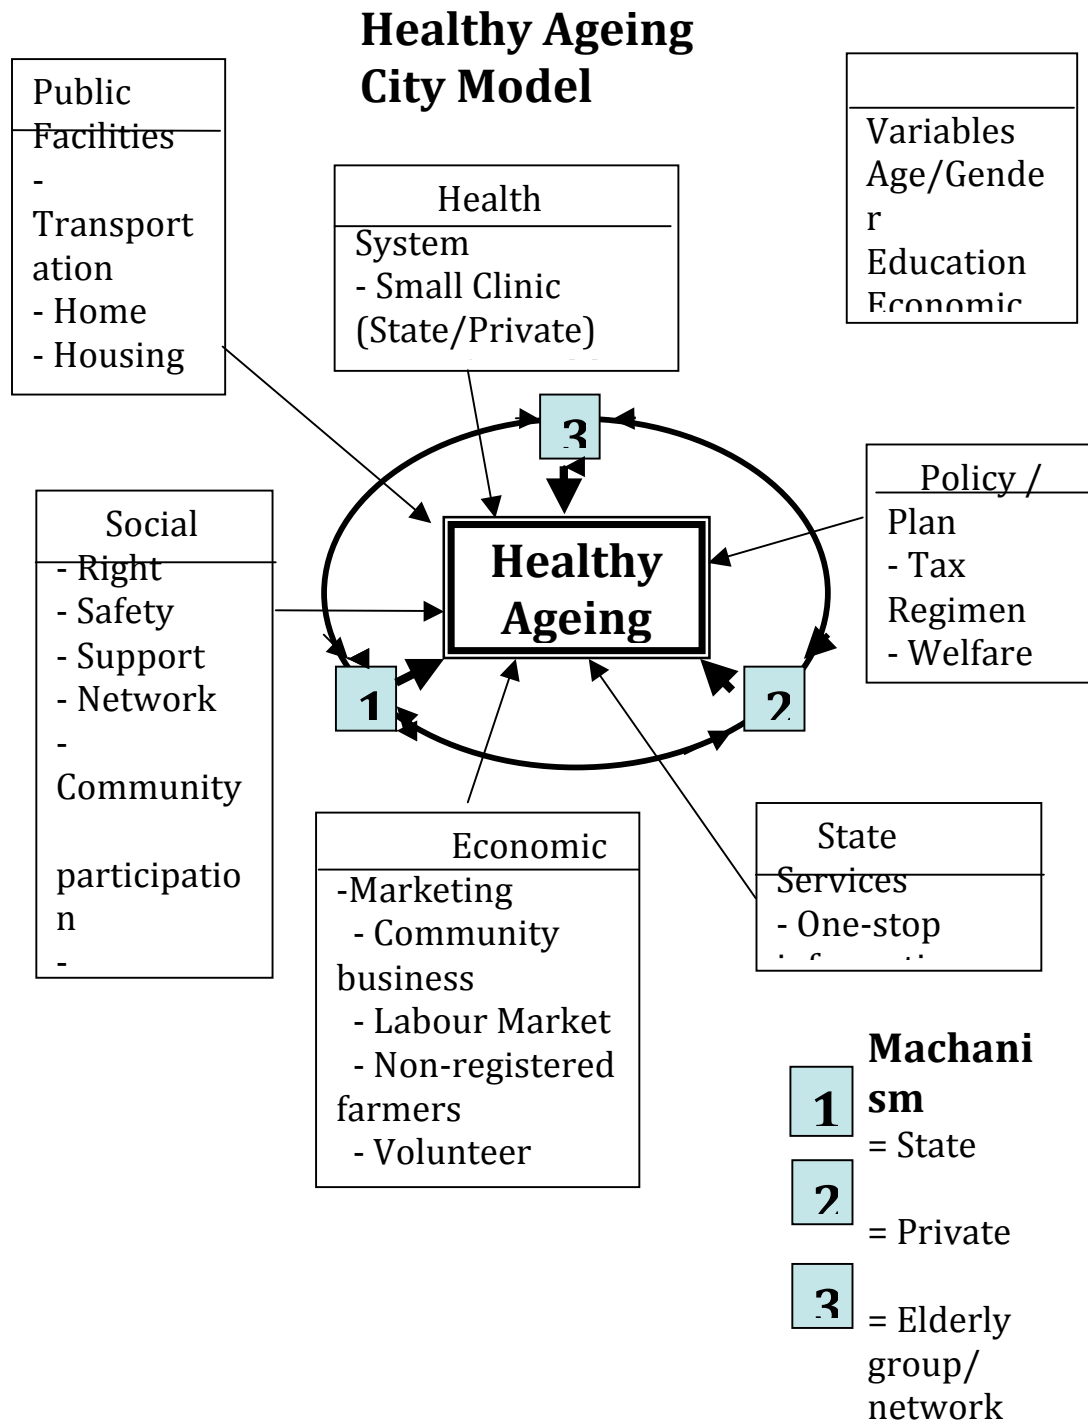 Healthy Ageing
City Model
Public
Facilities
-
Transport
ation
- Home
- Housing
Health
System
- Small Clinic
(State/Private)
Variables
Age/Gende
r
Education
Economic
3
Social
- Right
- Safety
- Support
- Network
-
Community
participatio
n
-
Healthy
Ageing
Policy /
Plan
- Tax
Regimen
- Welfare
1
2
Economic
-Marketing
- Community
business
- Labour Market
- Non-registered
farmers
- Volunteer
State
Services
- One-stop
Machani
sm
1
= State
2
= Private
3
= Elderly
group/
network